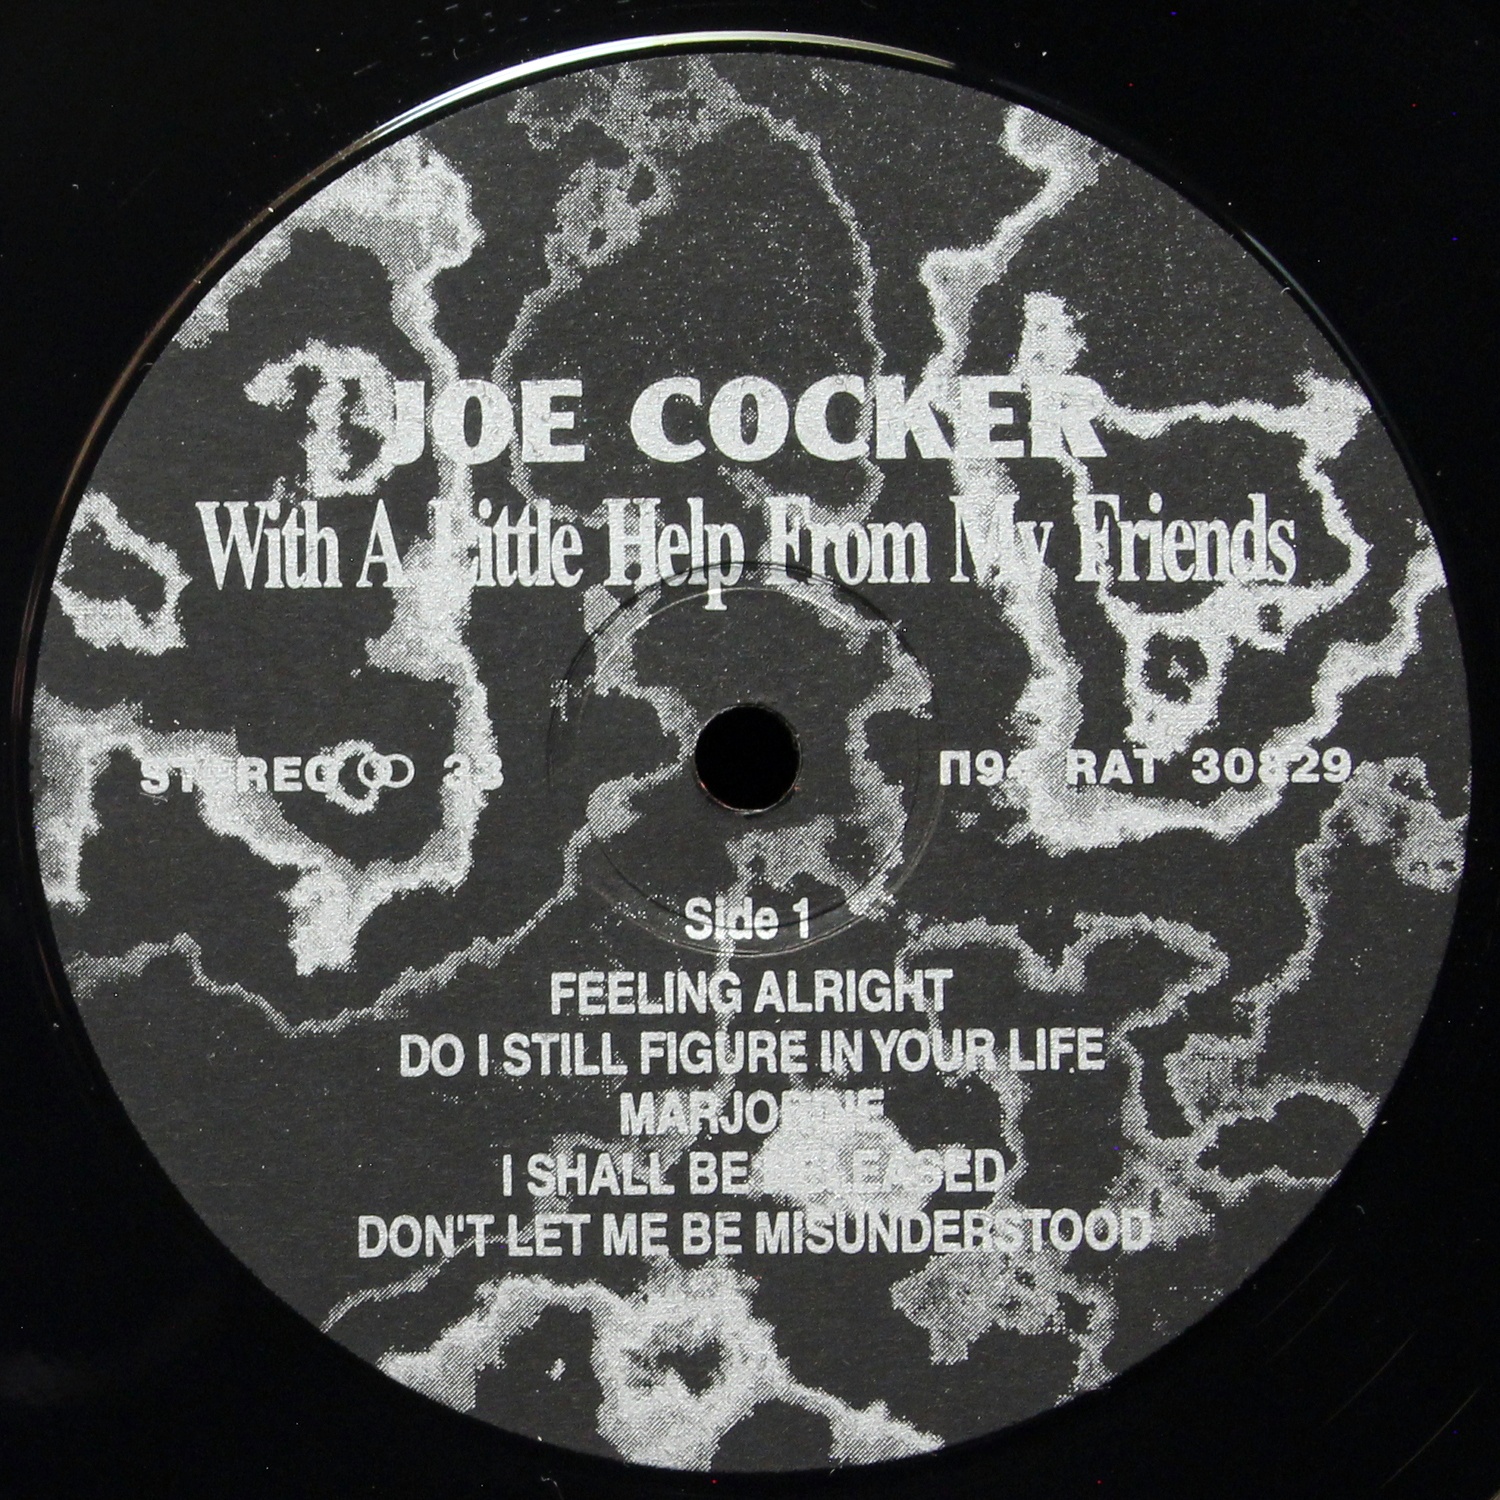 JOE COCKER
With A Little Help From My Friends
STEREO 33
RAT 30829
Side 1
FEELING ALRIGHT
DO I STILL FIGURE IN YOUR LIFE
MARJORINE
I SHALL BE RELEASED
DON'T LET ME BE MISUNDERSTOOD